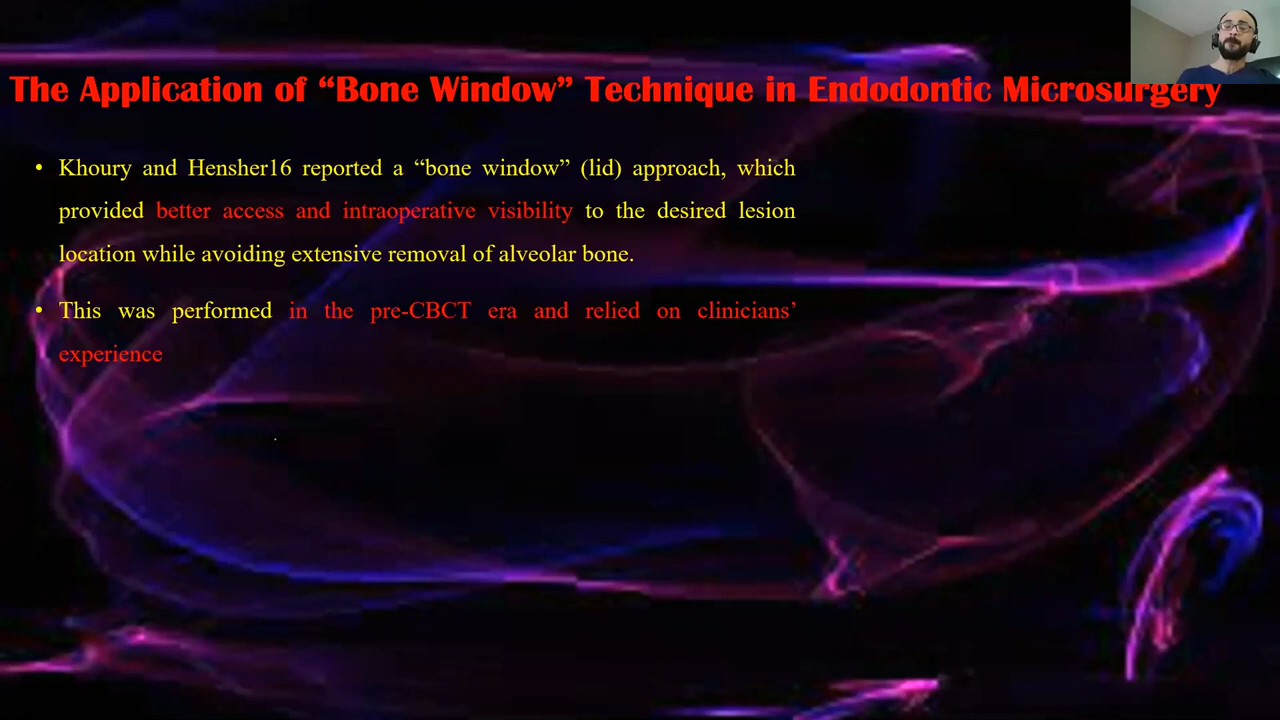 The Application of “Bone Window” Technique in Endodontic Microsurgery
• Khoury and Hensher16 reported a “bone window” (lid) approach, which
provided better access and intraoperative visibility to the desired lesion
location while avoiding extensive removal of alveolar bone.
• This was performed in the pre-CBCT era and relied on clinicians’
experience